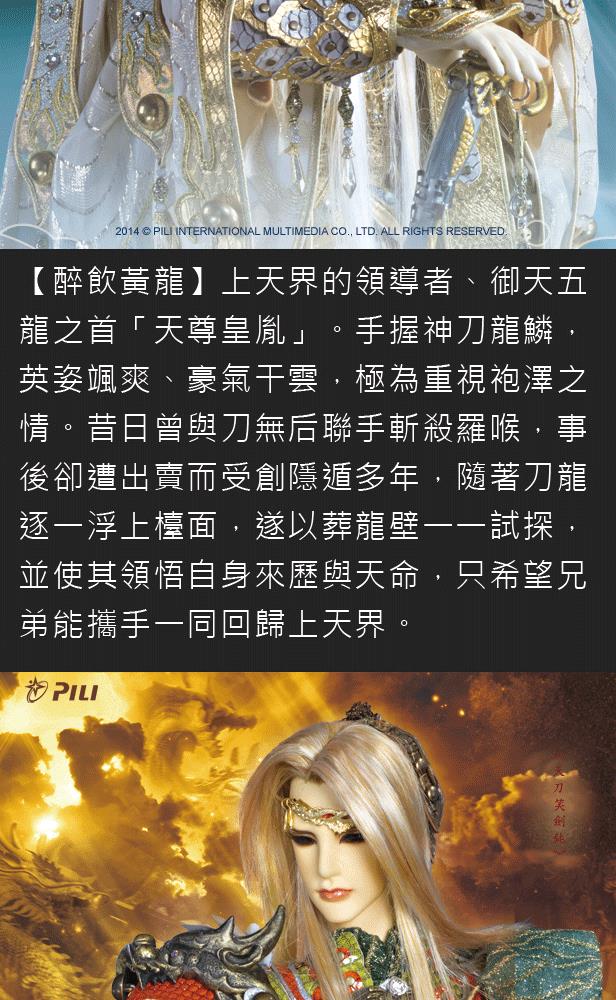 2014 © PILI INTERNATIONAL MULTIMEDIA CO., LTD. ALL RIGHTS RESERVED.
【醉飲黃龍】上天界的領導者、御天五
龍之首「天尊皇胤」。手握神刀龍鱗，
英姿颯爽、豪氣干雲，極為重視袍澤之
情。昔日曾與刀無后聯手斬殺羅喉，事
後卻遭出賣而受創隱遁多年，隨著刀龍
逐一浮上檯面，遂以葬龍壁一一試探，
並使其領悟自身來歷與天命，只希望兄
弟能攜手一同回歸上天界。
PILI
天刀笑劍鈍